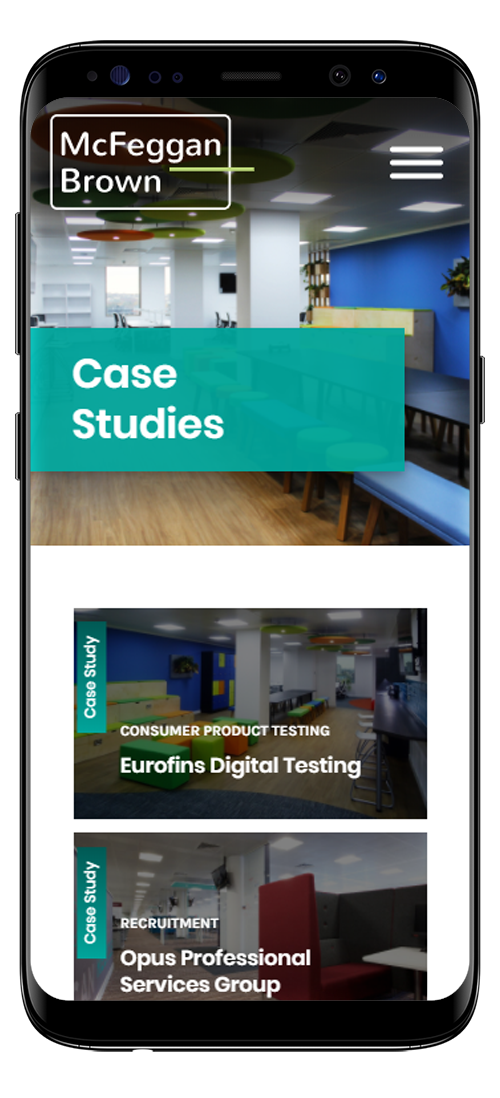 McFeggan
Brown
Case
Studies
Case Study
CONSUMER PRODUCT TESTING
Eurofins Digital Testing
Case Study
RECRUITMENT
Opus Professional
Services Group